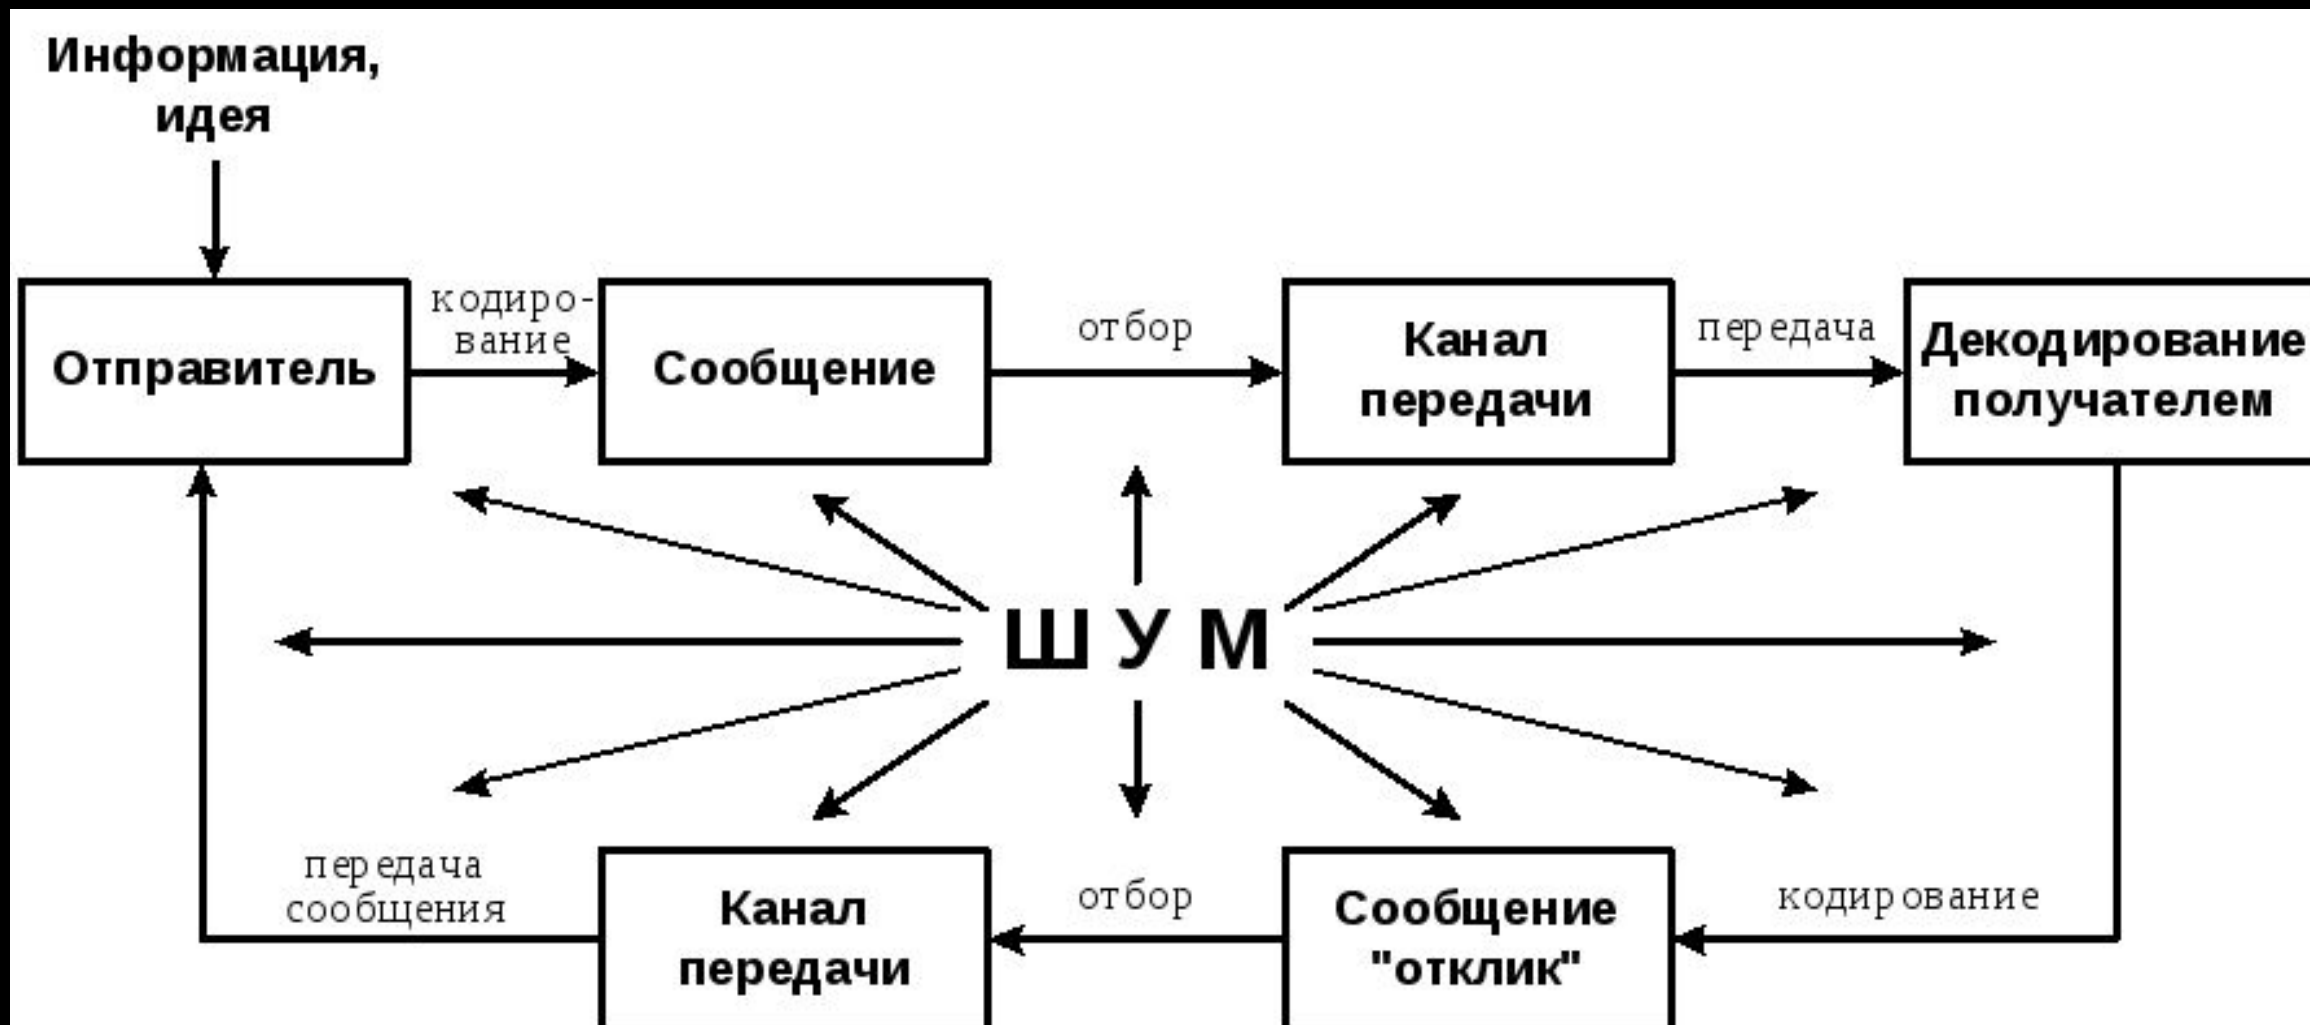 Информация,
идея
Отправитель
кодиро-
вание
Сообщение
отбор
Канал
передачи
передача
Декодирование
получателем
ШУМ
передача
сообщения
Канал
передачи
отбор
Сообщение
"отклик"
кодирование